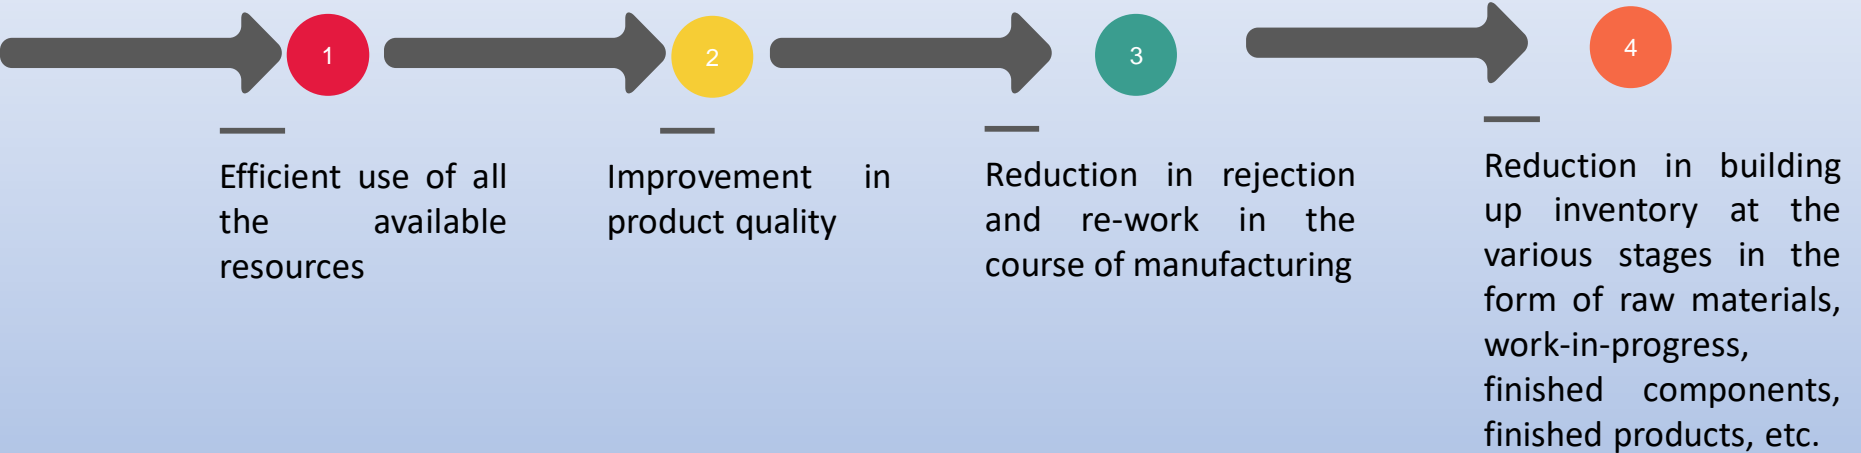 1
Efficient use of all
the available
resources
2
Improvement in
product quality
3
Reduction in rejection
and re-work in the
course of manufacturing
4
Reduction in building
up inventory at the
various stages in the
form of raw materials,
work-in-progress,
finished components,
finished products, etc.